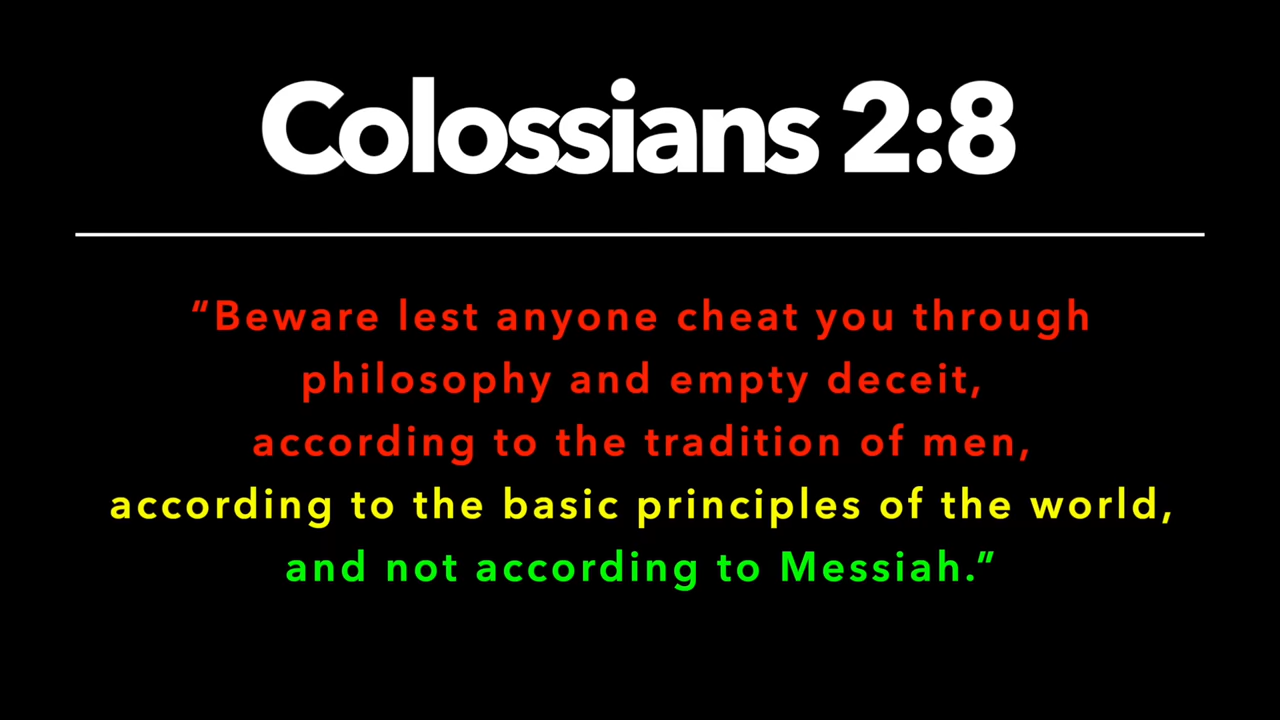 Colossians 2:8
“Beware lest anyone cheat you through
philosophy and empty deceit,
according to the tradition of men,
according to the basic principles of the world,
and not according to Messiah.”